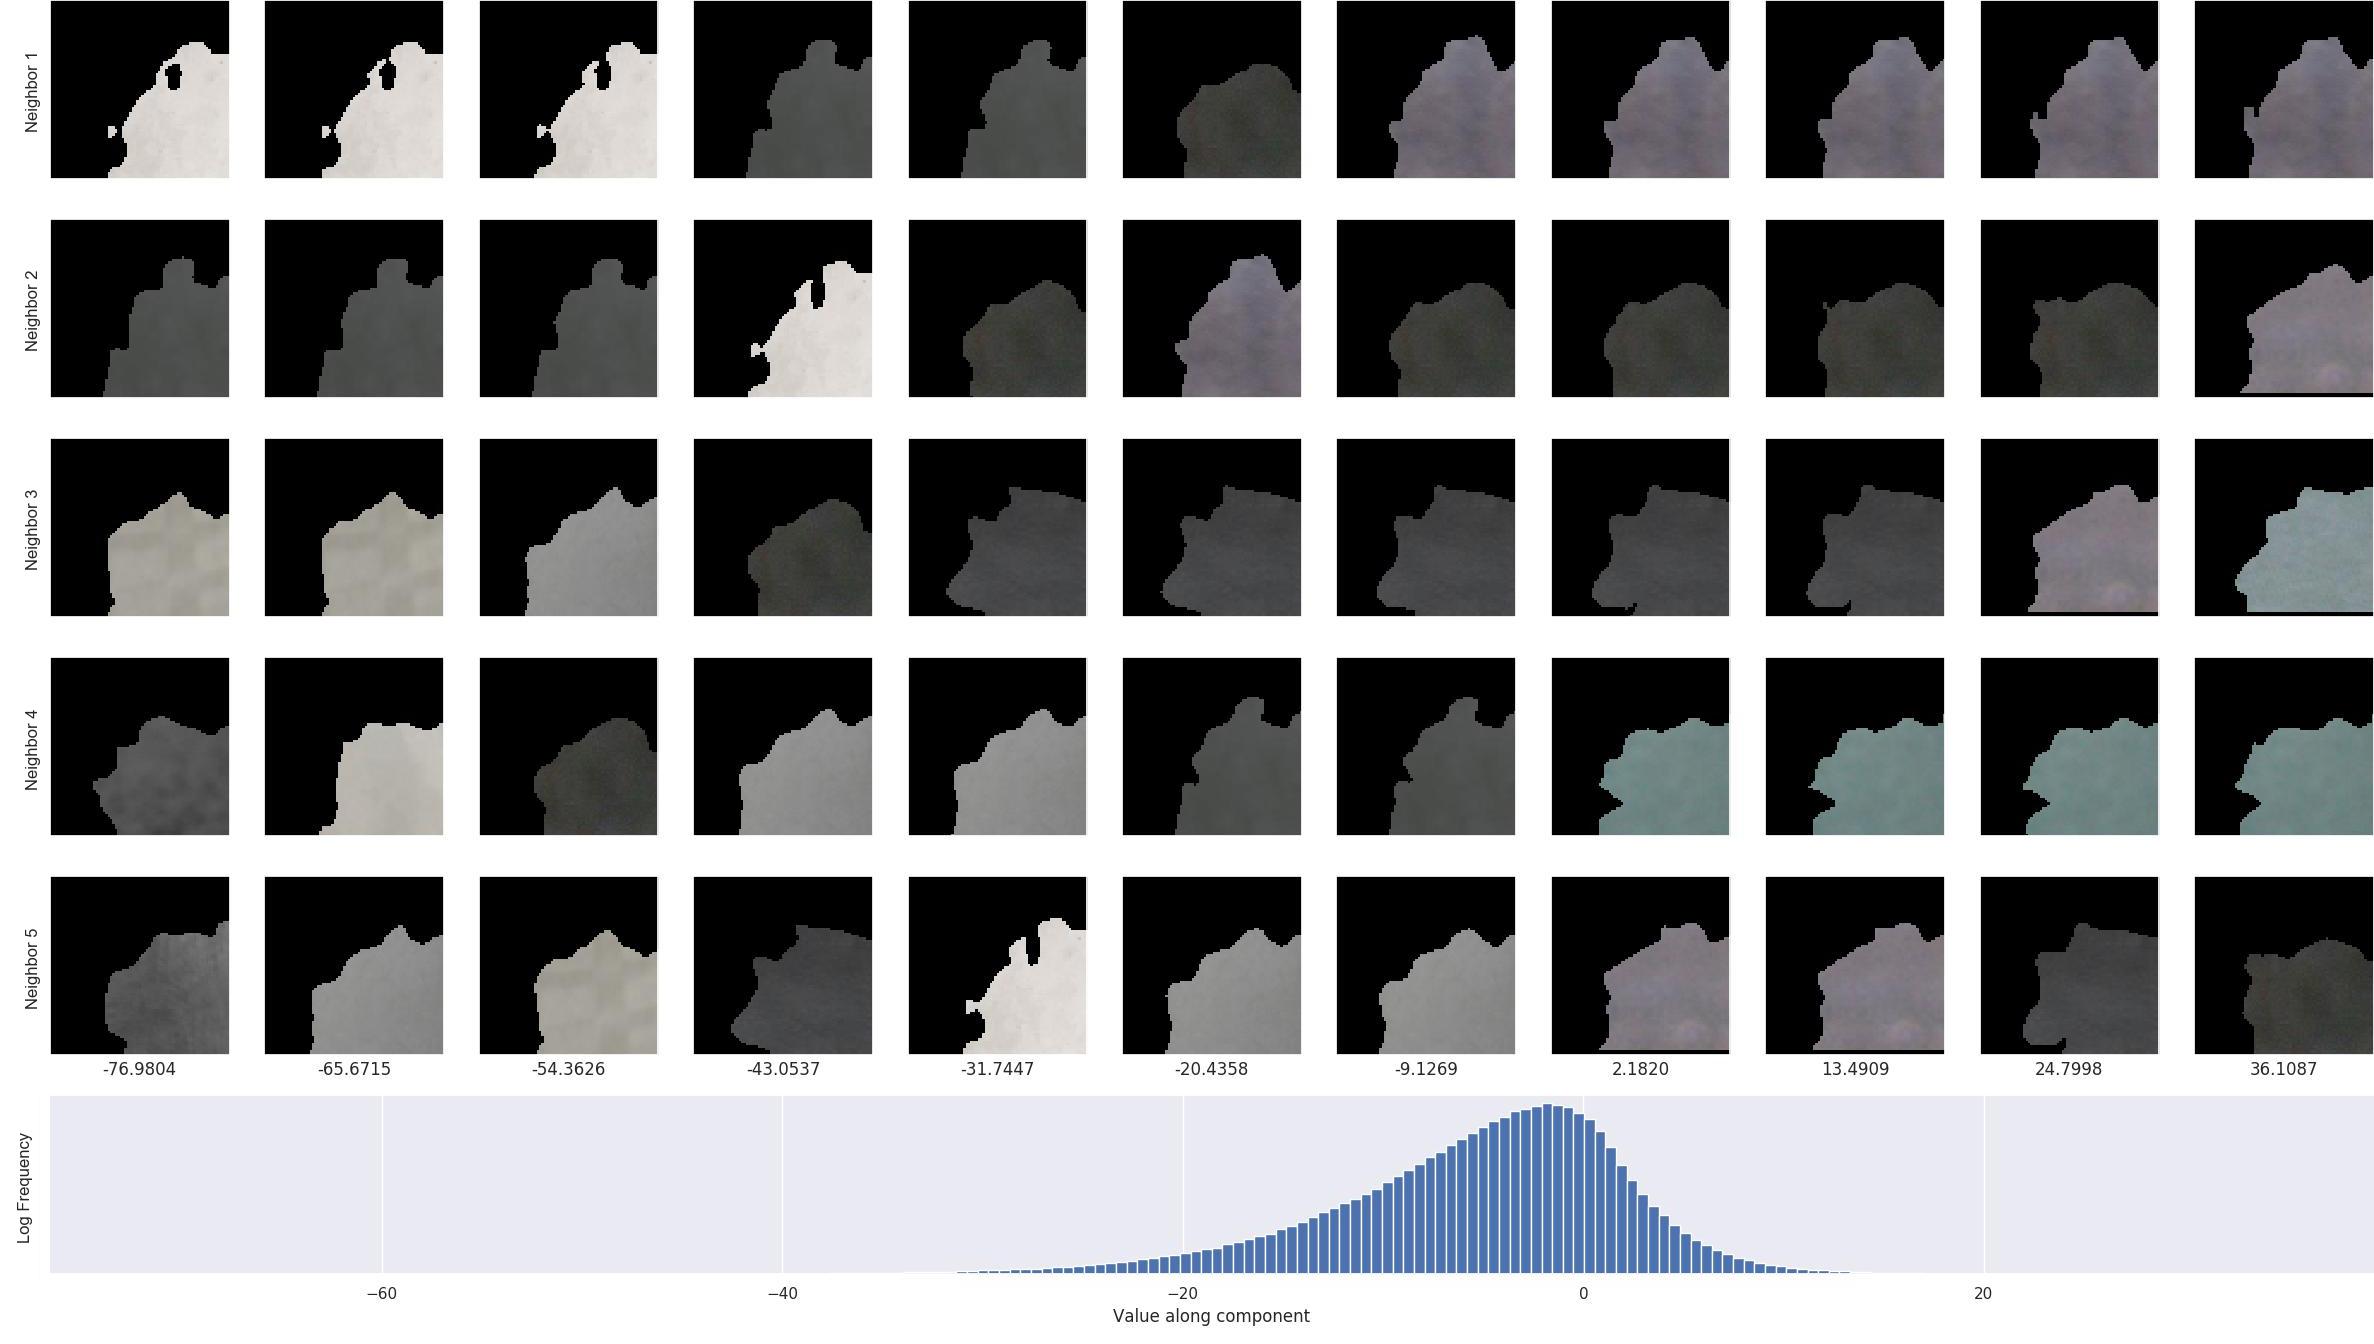 Neighbor 1
Neighbor 2
Neighbor 3
Neighbor 4
Neighbor 5
-76.9804 -65.6715 -54.3626 -43.0537 -31.7447 -20.4358 -9.1269 2.1820 13.4909 24.7998 36.1087
Log Frequency
−60 −40 −20 0 20
Value along component